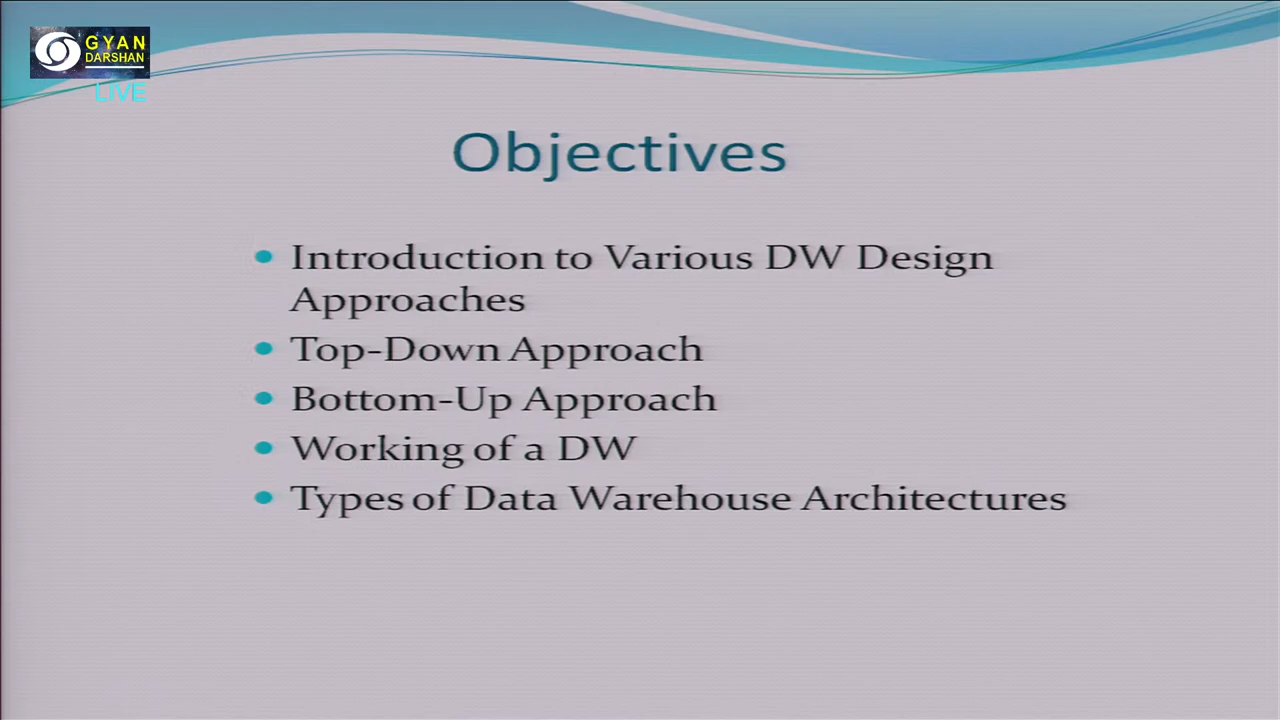 GYAN
DARSHAN
LIVE
Objectives
• Introduction to Various DW Design
Approaches
• Top-Down Approach
• Bottom-Up Approach
• Working of a DW
• Types of Data Warehouse Architectures